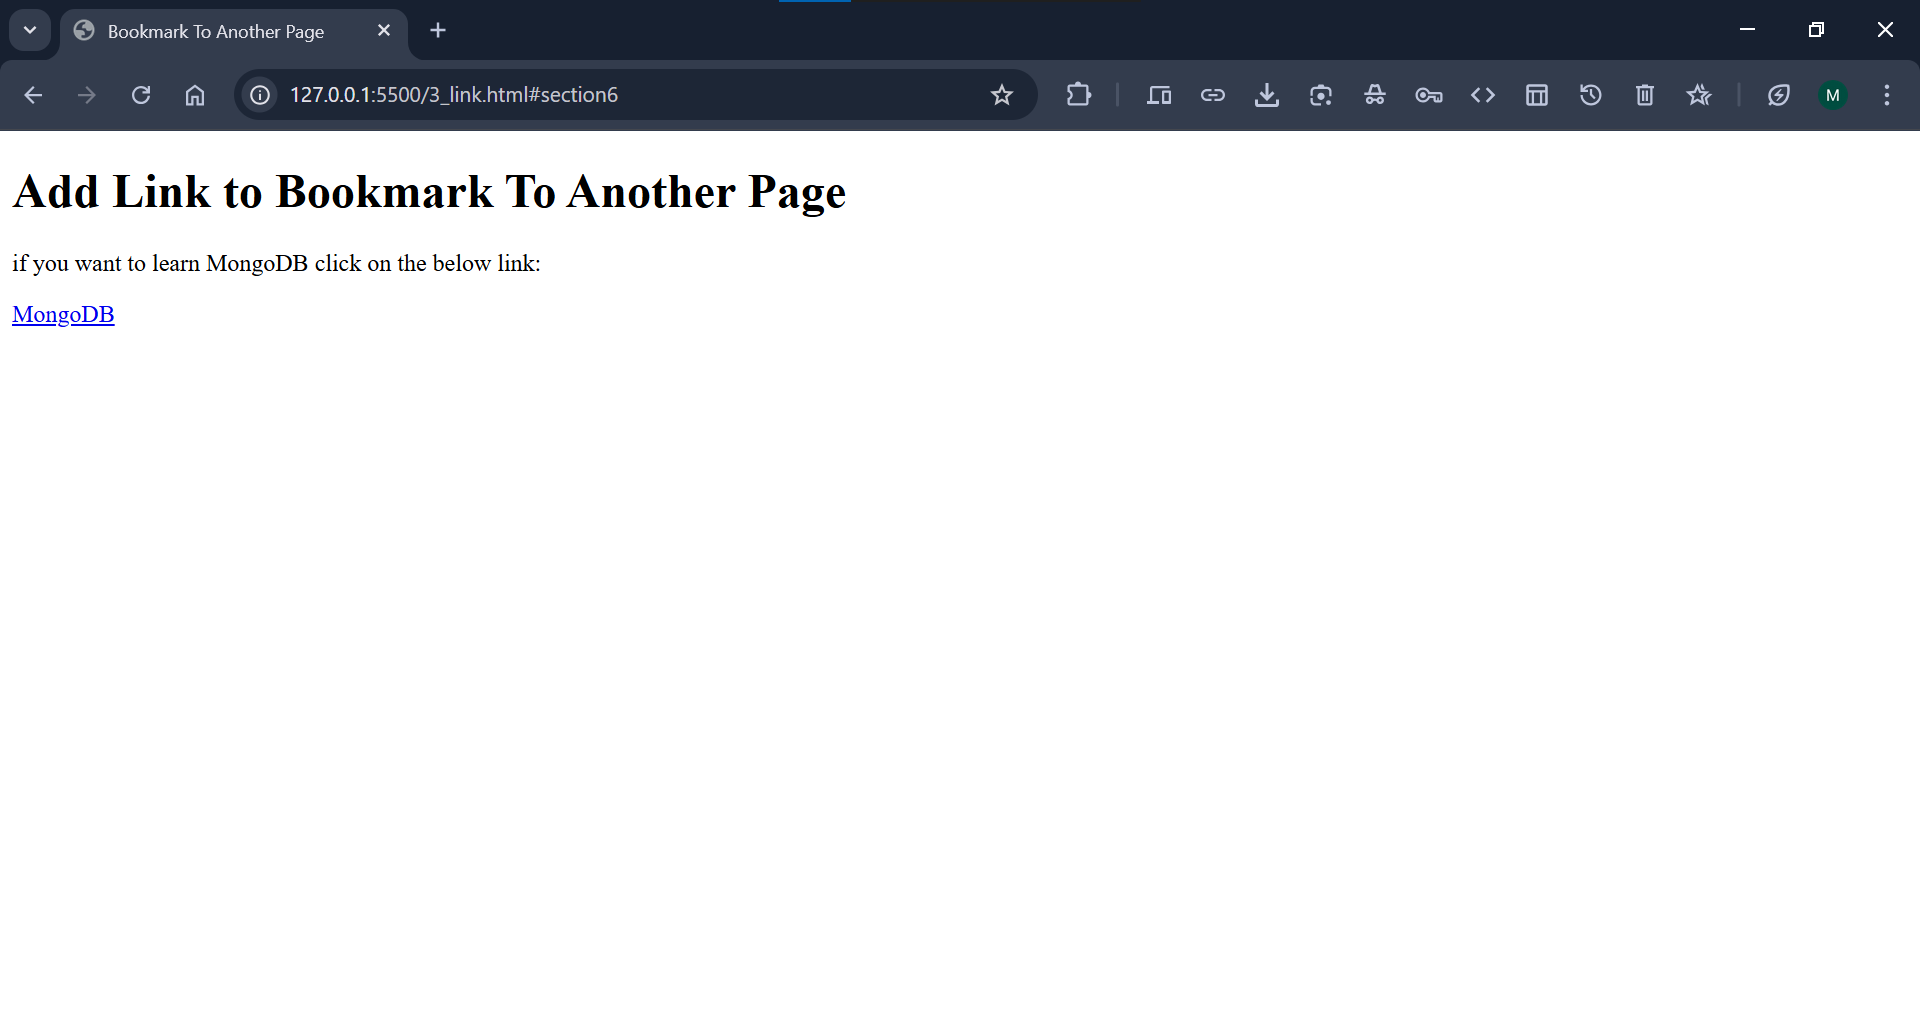 Bookmark To Another Page
127.0.0.1:5500/3_link.html#section6
M
Add Link to Bookmark To Another Page
if you want to learn MongoDB click on the below link:
MongoDB